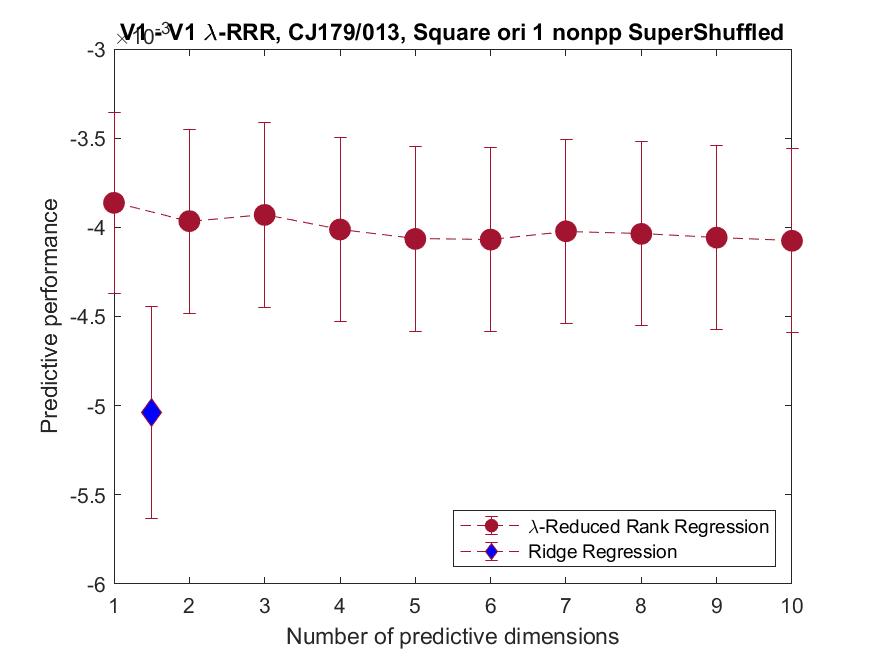 V1 - V1 λ-RRR, CJ179/013, Square ori 1 nonpp SuperShuffled
×10⁻³
-3
-3.5
-4
-4.5
-5
-5.5
-6
Predictive performance
λ-Reduced Rank Regression
Ridge Regression
1 2 3 4 5 6 7 8 9 10
Number of predictive dimensions